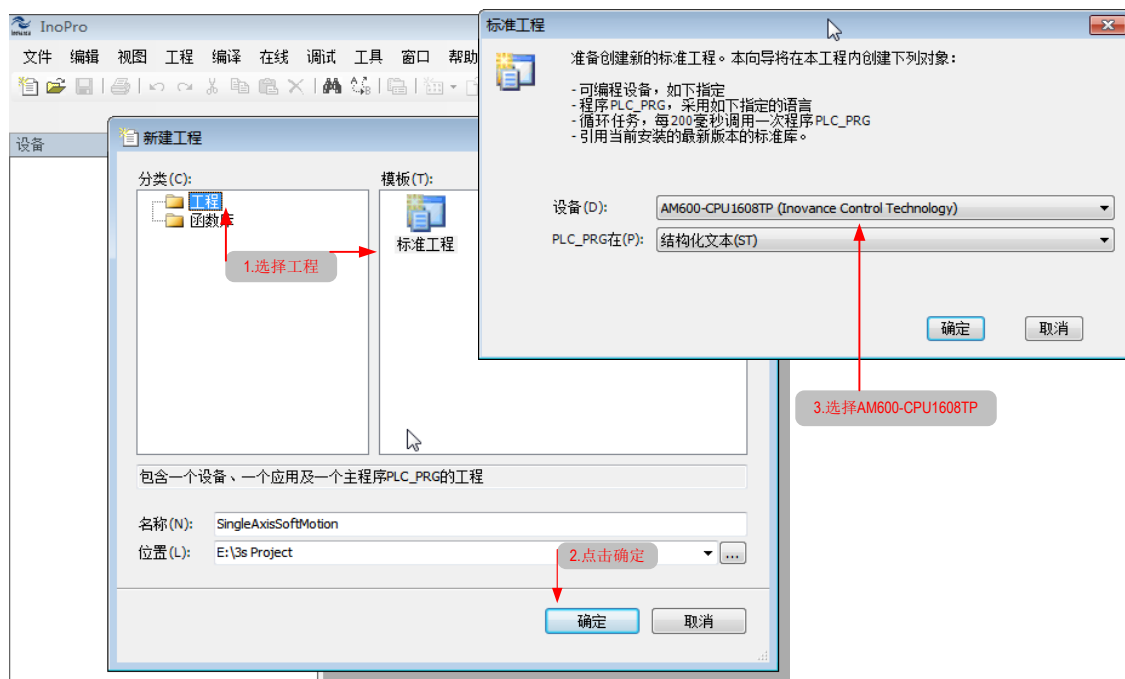 InoPro
文件 编辑 视图 工程 编译 在线 调试 工具 窗口 帮助
设备
新建工程
分类(C):
模板(T):
工程
函数库
标准工程
1.选择工程
包含一个设备、一个应用及一个主程序PLC_PRG的工程
名称(N): SingleAxisSoftMotion
位置(L): E:\3s Project
...
2.点击确定
确定 取消
标准工程
准备创建新的标准工程。本向导将在本工程内创建下列对象:
-可编程设备，如下指定
-程序PLC_PRG，采用如下指定的语言
-循环任务，每200毫秒调用一次程序PLC_PRG
-引用当前安装的最新版本的标准库。
设备(D): AM600-CPU1608TP (Inovance Control Technology)
PLC_PRG在(P): 结构化文本(ST)
确定 取消
3.选择AM600-CPU1608TP